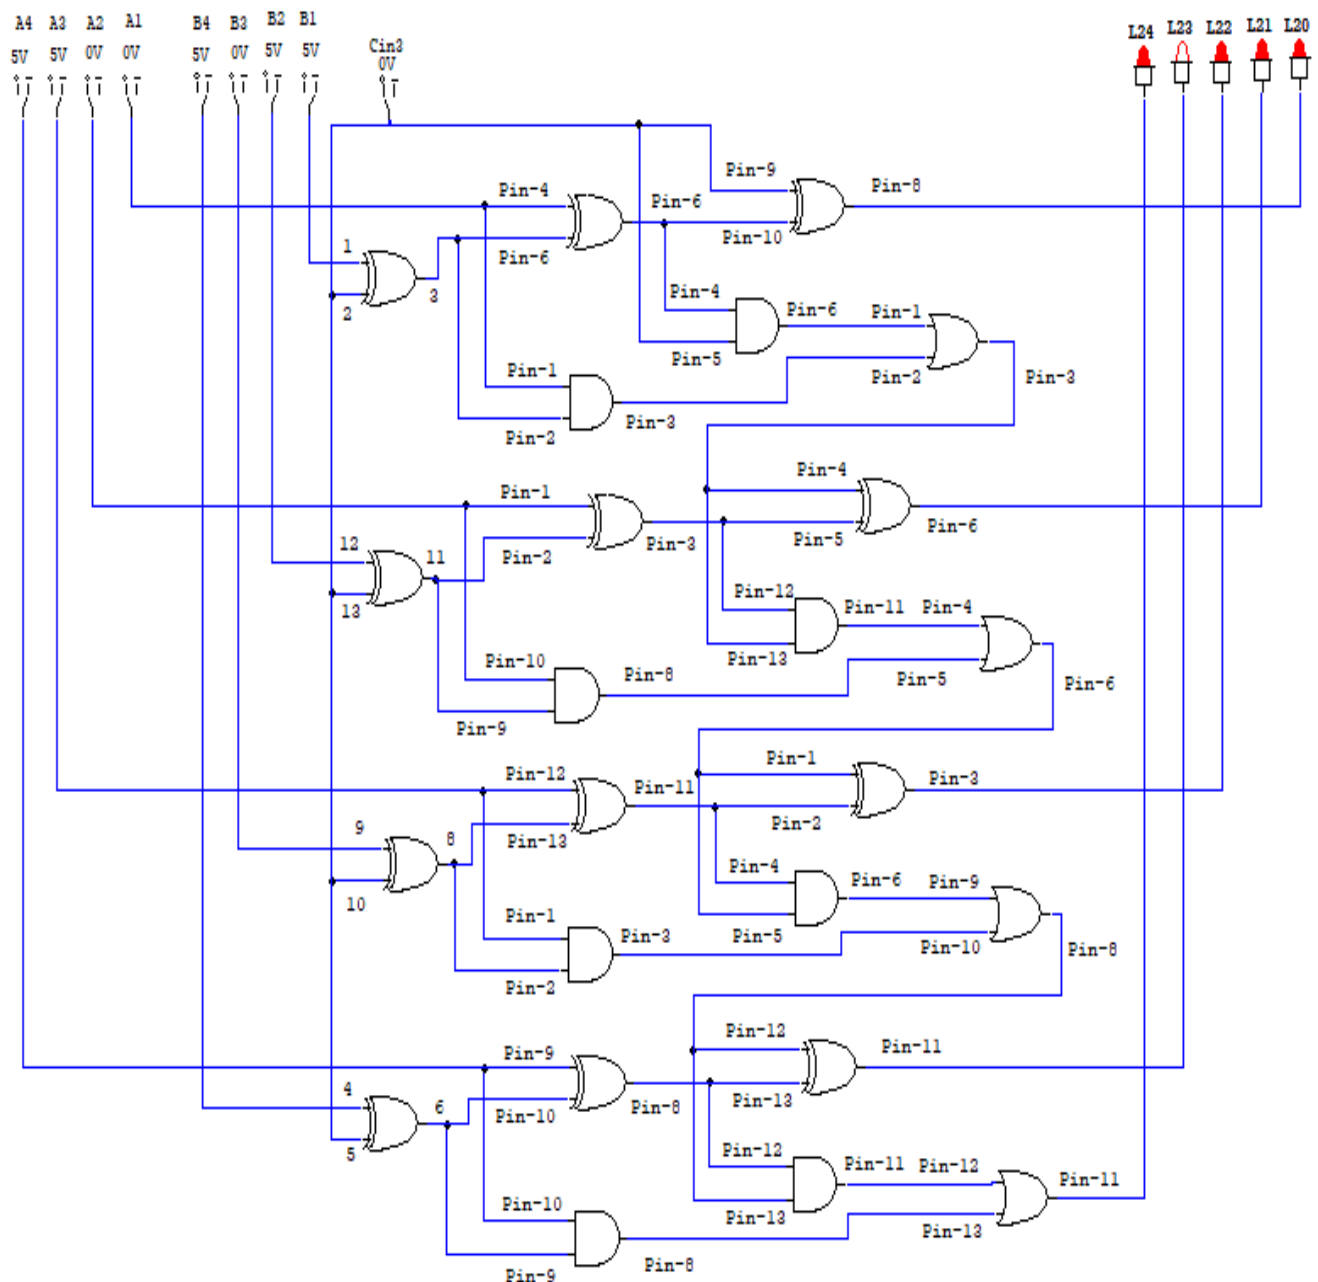 A4 A3 A2 A1 B4 B3 B2 B1 Cin3 L24 L23 L22 L21 L20
5V 5V 0V 0V 5V 0V 5V 5V 0V
Pin-9 Pin-8
Pin-4 Pin-6
Pin-10
1 Pin-6
3 Pin-4 Pin-6 Pin-1
2
Pin-5
Pin-1 Pin-2 Pin-3
Pin-2 Pin-3
Pin-4
Pin-1
Pin-6
12 11 Pin-2 Pin-3 Pin-5
13 Pin-12 Pin-11 Pin-4
Pin-10 Pin-13
Pin-8 Pin-5 Pin-6
Pin-9
Pin-1
Pin-12 Pin-11 Pin-3
9 8 Pin-13 Pin-2
Pin-4 Pin-6 Pin-9
10
Pin-1 Pin-3 Pin-5 Pin-10 Pin-8
Pin-2
Pin-12
Pin-9 Pin-11
4 6 Pin-10 Pin-8 Pin-13
5 Pin-12 Pin-11 Pin-12 Pin-11
Pin-10 Pin-13 Pin-13
Pin-9 Pin-8